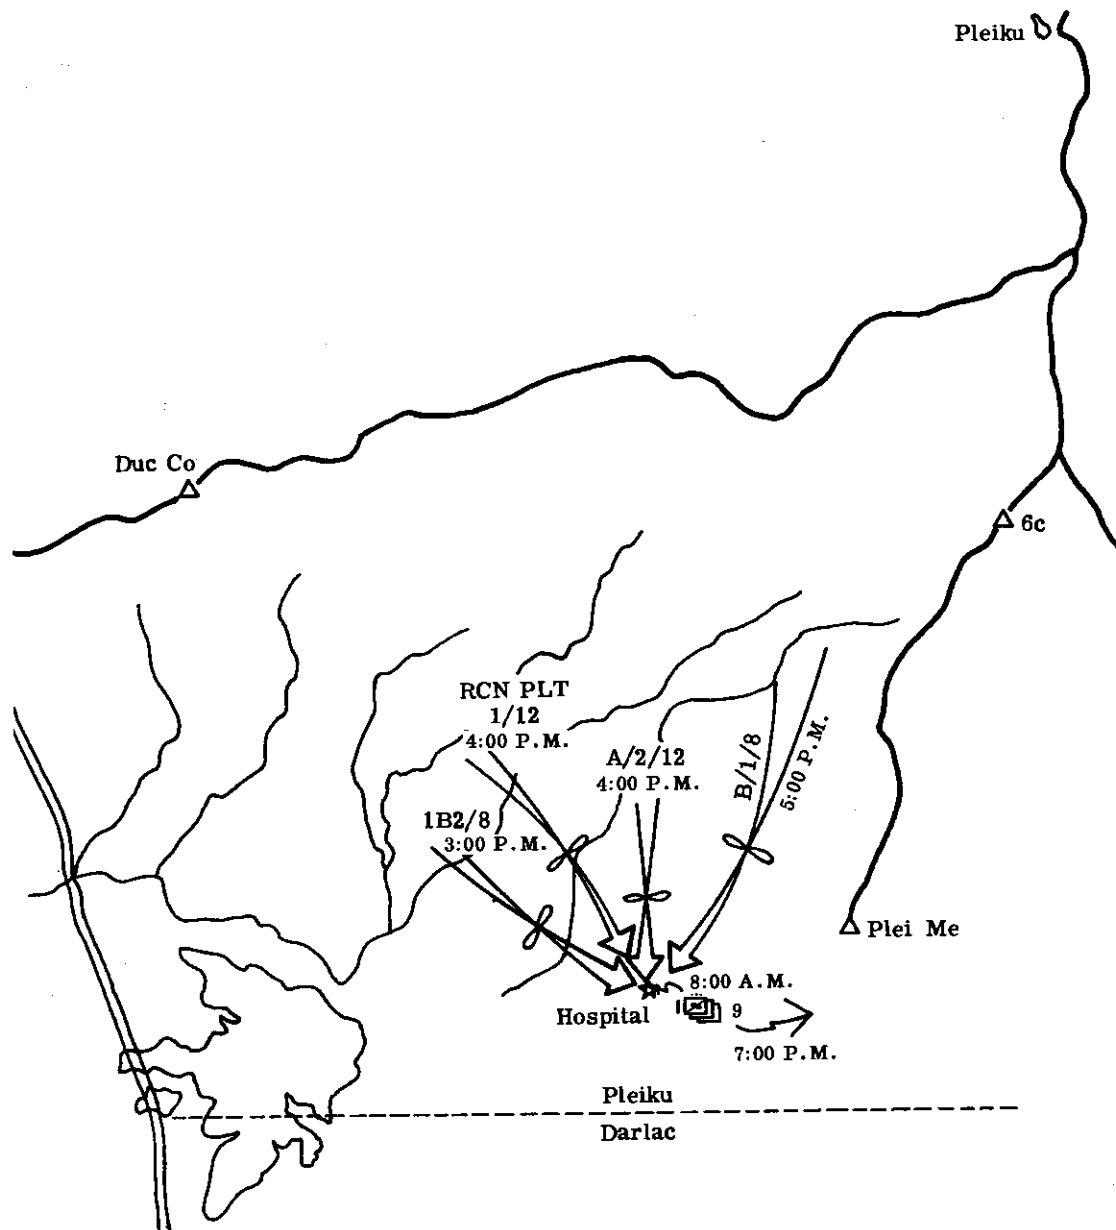 Pleiku
Duc Co
6c
RCN PLT
1/12
4:00 P.M.
A/2/12
4:00 P.M.
B/1/8
5:00 P.M.
1B2/8
3:00 P.M.
Plei Me
8:00 A.M.
Hospital
9
7:00 P.M.
Pleiku
Darlac